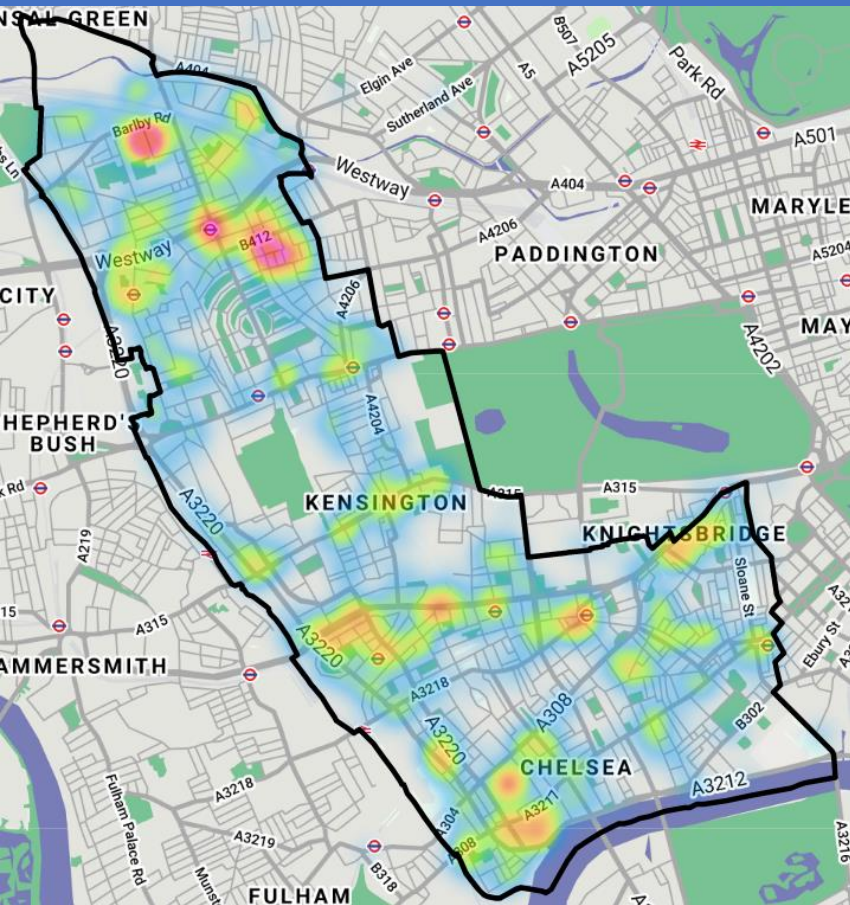 NSAL GREEN
A404
Elgin Ave
A5
B507
A5205
Park Rd
Sutherland Ave
Barlby Rd
A501
Westway
A404
MARYLE
A4206
A5204
B412
Westway
PADDINGTON
CITY
A4206
MAY
A4202
A3220
HEPHERD'S
BUSH
A4204
k Rd
A315
A315
KENSINGTON
A3220
KNIGHTSBRIDGE
A219
Sloane St
15
A315
Ebury St
A3220
AMMERSMITH
A3218
A308
B302
A3220
CHELSEA
A3212
A3218
Fulham Palace Rd
A304
A3217
A3216
A3219
A308
B318
FULHAM